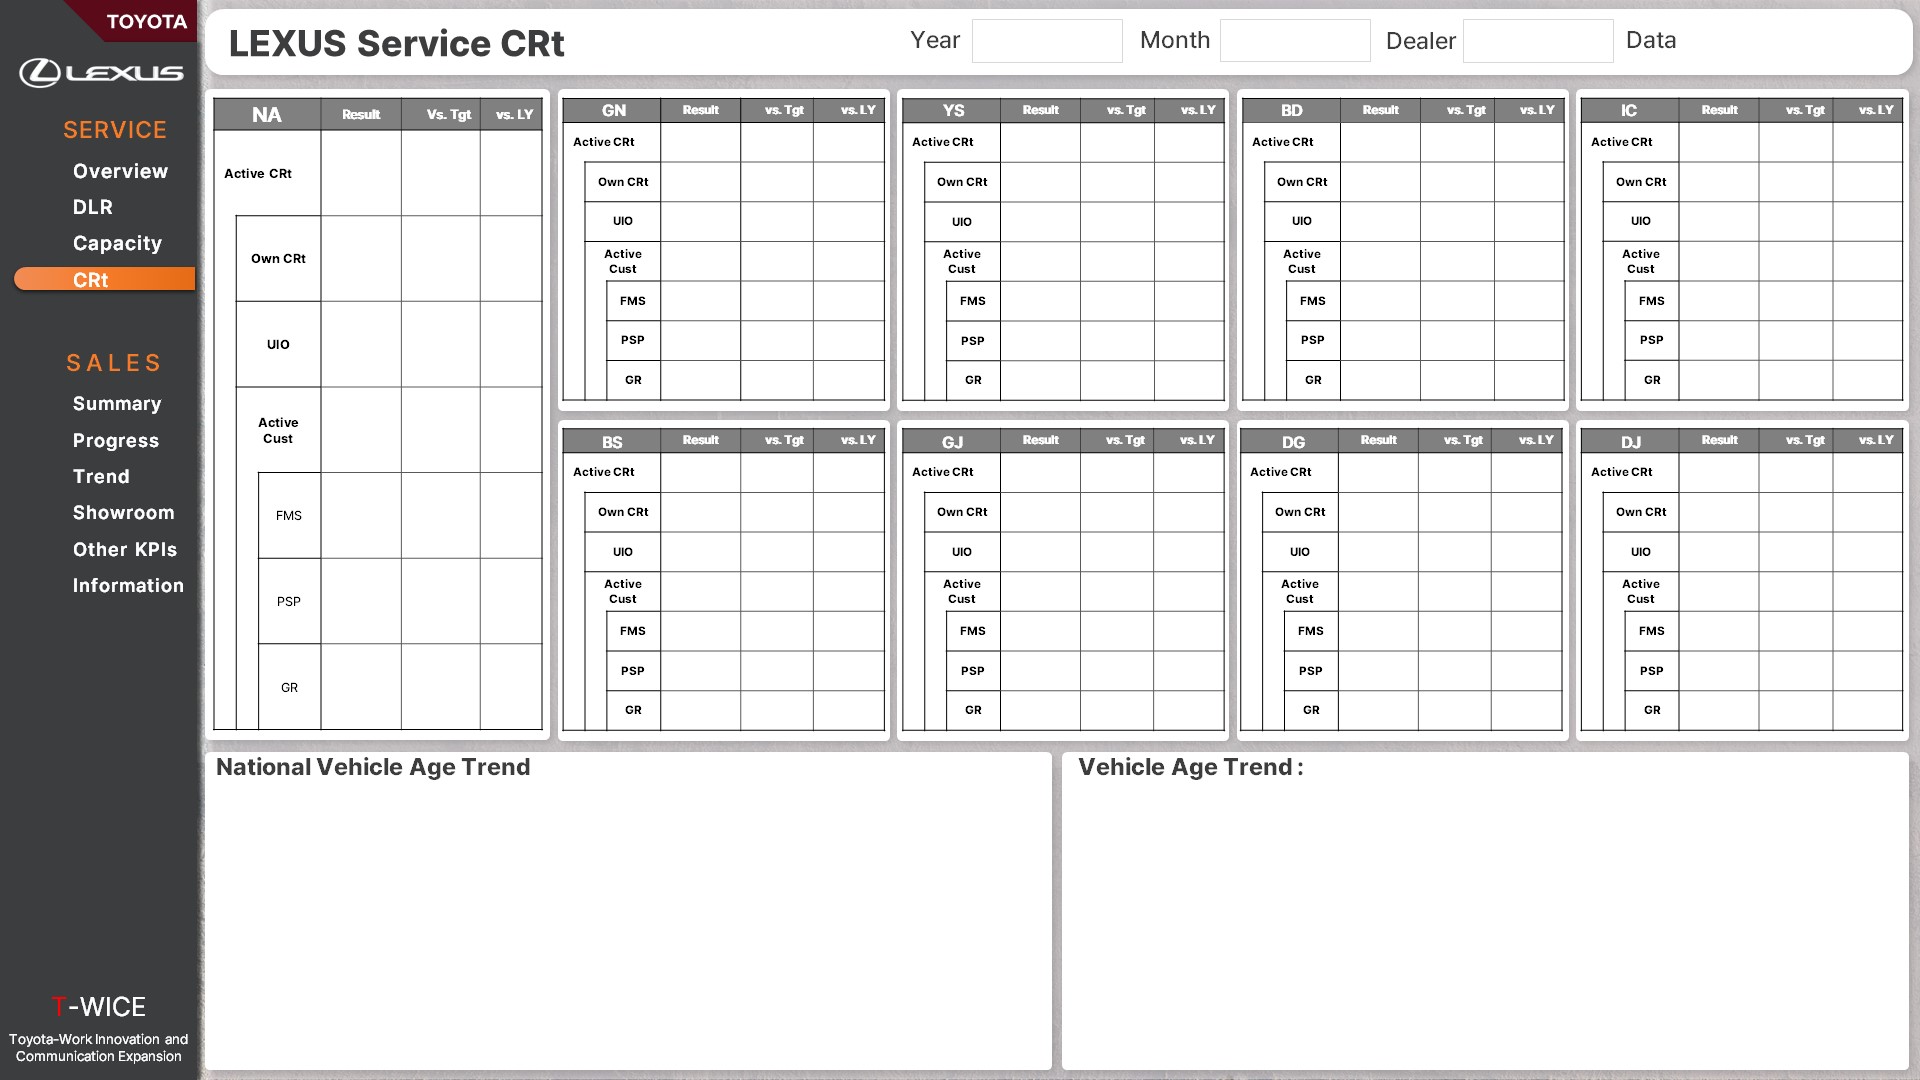 TOYOTA
LEXUS
SERVICE
Overview
DLR
Capacity
CRt
SALES
Summary
Progress
Trend
Showroom
Other KPIs
Information
T-WICE
Toyota-Work Innovation and
Communication Expansion
LEXUS Service CRt
Year
Month
Dealer
Data
NA Result Vs. Tgt vs. LY
Active CRt
Own CRt
UIO
Active
Cust
FMS
PSP
GR
GN Result vs. Tgt vs. LY
Active CRt
Own CRt
UIO
Active
Cust
FMS
PSP
GR
YS Result vs. Tgt vs. LY
Active CRt
Own CRt
UIO
Active
Cust
FMS
PSP
GR
BD Result vs. Tgt vs. LY
Active CRt
Own CRt
UIO
Active
Cust
FMS
PSP
GR
IC Result vs. Tgt vs. LY
Active CRt
Own CRt
UIO
Active
Cust
FMS
PSP
GR
BS Result vs. Tgt vs. LY
Active CRt
Own CRt
UIO
Active
Cust
FMS
PSP
GR
GJ Result vs. Tgt vs. LY
Active CRt
Own CRt
UIO
Active
Cust
FMS
PSP
GR
DG Result vs. Tgt vs. LY
Active CRt
Own CRt
UIO
Active
Cust
FMS
PSP
GR
DJ Result vs. Tgt vs. LY
Active CRt
Own CRt
UIO
Active
Cust
FMS
PSP
GR
National Vehicle Age Trend
Vehicle Age Trend :